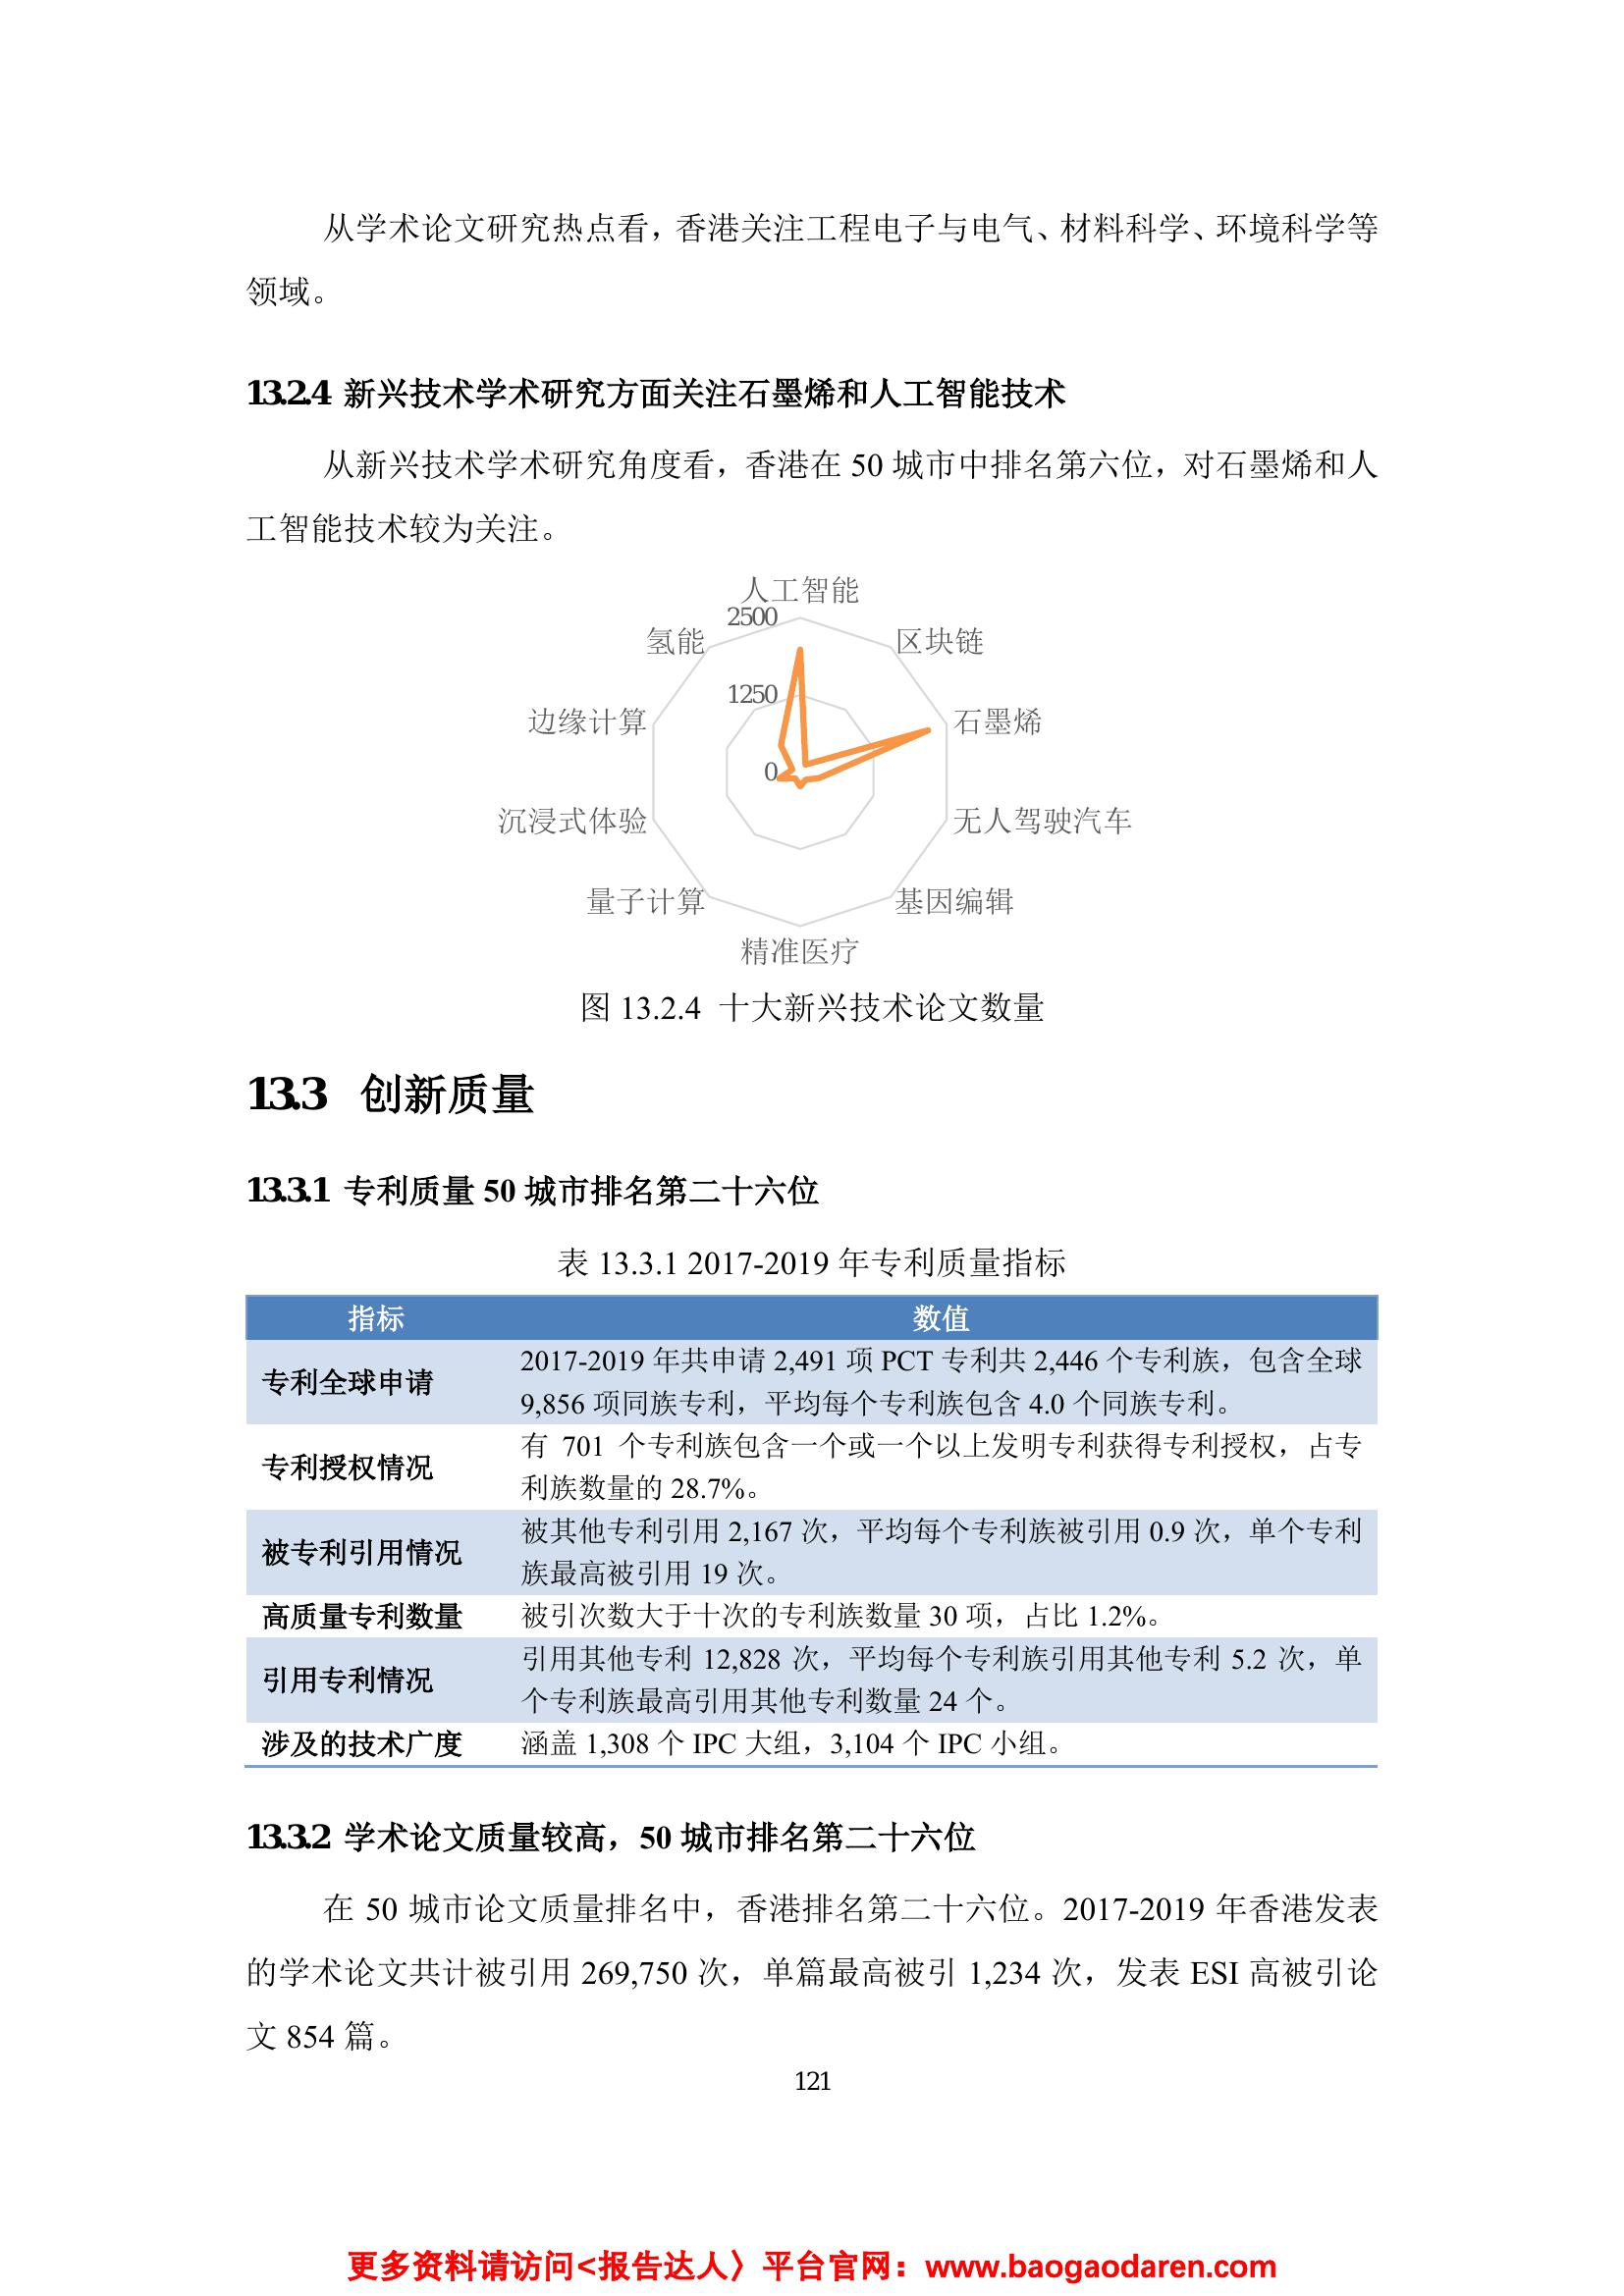 从学术论文研究热点看，香港关注工程电子与电气、材料科学、环境科学等
领域。
13.2.4 新兴技术学术研究方面关注石墨烯和人工智能技术
从新兴技术学术研究角度看，香港在 50 城市中排名第六位，对石墨烯和人
工智能技术较为关注。
人工智能
2500
氢能
区块链
1250
边缘计算
石墨烯
0
沉浸式体验
无人驾驶汽车
量子计算
基因编辑
精准医疗
图 13.2.4 十大新兴技术论文数量
13.3 创新质量
13.3.1 专利质量 50 城市排名第二十六位
表 13.3.1 2017-2019 年专利质量指标
指标 数值
专利全球申请
2017-2019 年共申请 2,491 项 PCT 专利共 2,446 个专利族，包含全球
9,856 项同族专利，平均每个专利族包含 4.0 个同族专利。
专利授权情况
有 701 个专利族包含一个或一个以上发明专利获得专利授权，占专
利族数量的 28.7%。
被专利引用情况
被其他专利引用 2,167 次，平均每个专利族被引用 0.9 次，单个专利
族最高被引用 19 次。
高质量专利数量 被引次数大于十次的专利族数量 30 项，占比 1.2%。
引用专利情况
引用其他专利 12,828 次，平均每个专利族引用其他专利 5.2 次，单
个专利族最高引用其他专利数量 24 个。
涉及的技术广度 涵盖 1,308 个 IPC 大组，3,104 个 IPC 小组。
13.3.2 学术论文质量较高，50 城市排名第二十六位
在 50 城市论文质量排名中，香港排名第二十六位。2017-2019 年香港发表
的学术论文共计被引用 269,750 次，单篇最高被引 1,234 次，发表 ESI 高被引论
文 854 篇。
121
更多资料请访问<报告达人〉平台官网：www.baogaodaren.com